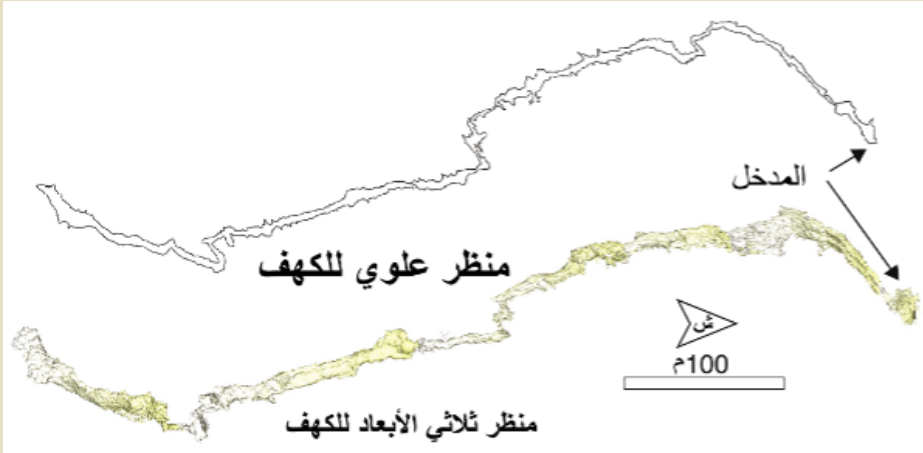 المدخل
منظر علوي للكهف
ش
100م
منظر ثلاثي الأبعاد للكهف